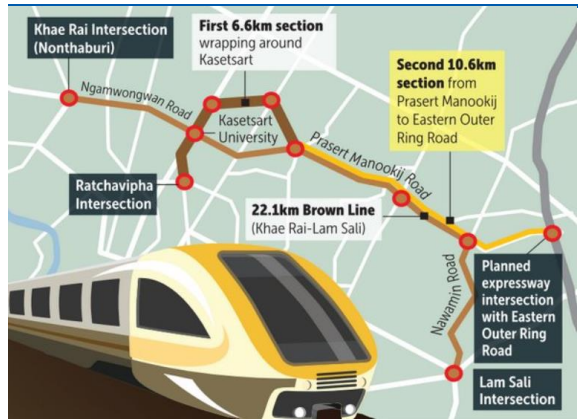 Khae Rai Intersection
(Nonthaburi)
First 6.6km section
wrapping around
Kasetsart
Second 10.6km
section from
Prasert Manookij
to Eastern Outer
Ring Road
Ngamwongwan Road
Kasetsart
University
Prasert Manookij Road
Ratchavipha
Intersection
22.1km Brown Line
(Khae Rai-Lam Sali)
Nawamin Road
Planned
expressway
intersection
with Eastern
Outer Ring
Road
Lam Sali
Intersection